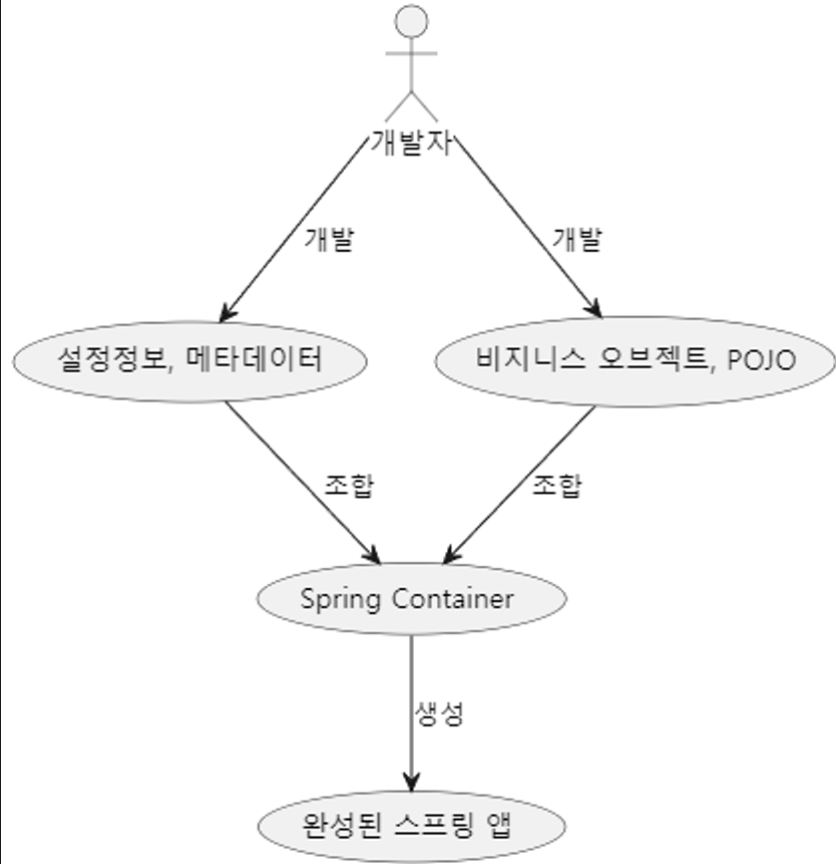 개발자
개발
개발
설정정보, 메타데이터
비지니스 오브젝트, POJO
조합
조합
Spring Container
생성
완성된 스프링 앱